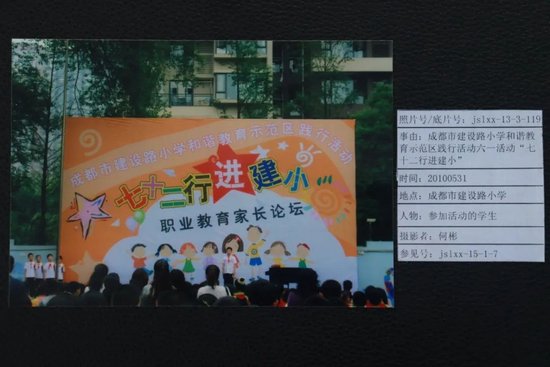 成都市建设路小学和谐教育示范区践行活动
七十二行进建小
职业教育家长论坛
照片号/底片号: jslxx-13-3-119
事由: 成都市建设路小学和谐教
育示范区践行活动六一活动“七
十二行进建小”
时间: 20100531
地点: 成都市建设路小学
人物: 参加活动的学生
摄影者: 何彬
参见号: jslxx-15-1-7